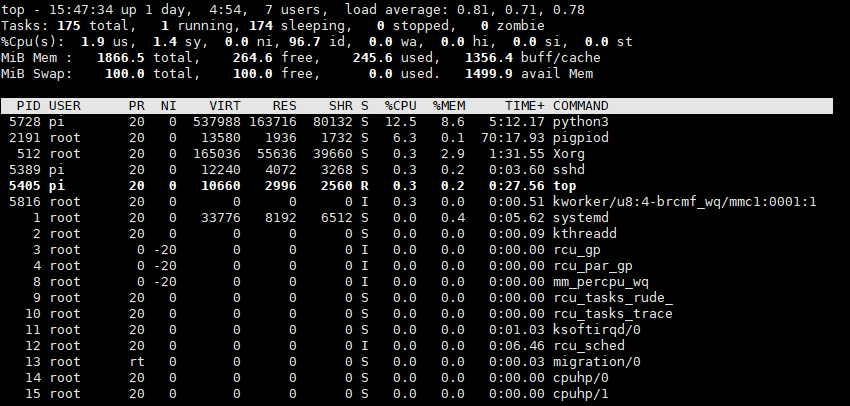 top - 15:47:34 up 1 day,  4:54,  7 users,  load average: 0.81, 0.71, 0.78
Tasks: 175 total,   1 running, 174 sleeping,   0 stopped,   0 zombie
%Cpu(s):  1.9 us,  1.4 sy,  0.0 ni, 96.7 id,  0.0 wa,  0.0 hi,  0.0 si,  0.0 st
MiB Mem :   1866.5 total,    264.6 free,    245.6 used,   1356.4 buff/cache
MiB Swap:    100.0 total,    100.0 free,      0.0 used.   1499.9 avail Mem
PID USER      PR  NI    VIRT    RES    SHR S  %CPU  %MEM     TIME+ COMMAND
5728 pi        20   0  537988 163716  80132 S  12.5   8.6   5:12.17 python3
2191 root      20   0   13580   1936   1732 S   6.3   0.1  70:17.93 pigpiod
512 root      20   0  165036  55636  39660 S   0.3   2.9   1:31.55 Xorg
5389 pi        20   0   12240   4072   3268 S   0.3   0.2   0:03.60 sshd
5405 pi        20   0   10660   2996   2560 R   0.3   0.2   0:27.56 top
5816 root      20   0       0      0      0 I   0.3   0.0   0:00.51 kworker/u8:4-brcmf_wq/mmc1:0001:1
1 root      20   0   33776   8192   6512 S   0.0   0.4   0:05.62 systemd
2 root      20   0       0      0      0 S   0.0   0.0   0:00.09 kthreadd
3 root       0 -20       0      0      0 I   0.0   0.0   0:00.00 rcu_gp
4 root       0 -20       0      0      0 I   0.0   0.0   0:00.00 rcu_par_gp
8 root       0 -20       0      0      0 I   0.0   0.0   0:00.00 mm_percpu_wq
9 root      20   0       0      0      0 S   0.0   0.0   0:00.00 rcu_tasks_rude_
10 root      20   0       0      0      0 S   0.0   0.0   0:00.00 rcu_tasks_trace
11 root      20   0       0      0      0 S   0.0   0.0   0:01.03 ksoftirqd/0
12 root      20   0       0      0      0 I   0.0   0.0   0:06.46 rcu_sched
13 root      rt   0       0      0      0 S   0.0   0.0   0:00.03 migration/0
14 root      20   0       0      0      0 S   0.0   0.0   0:00.00 cpuhp/0
15 root      20   0       0      0      0 S   0.0   0.0   0:00.00 cpuhp/1